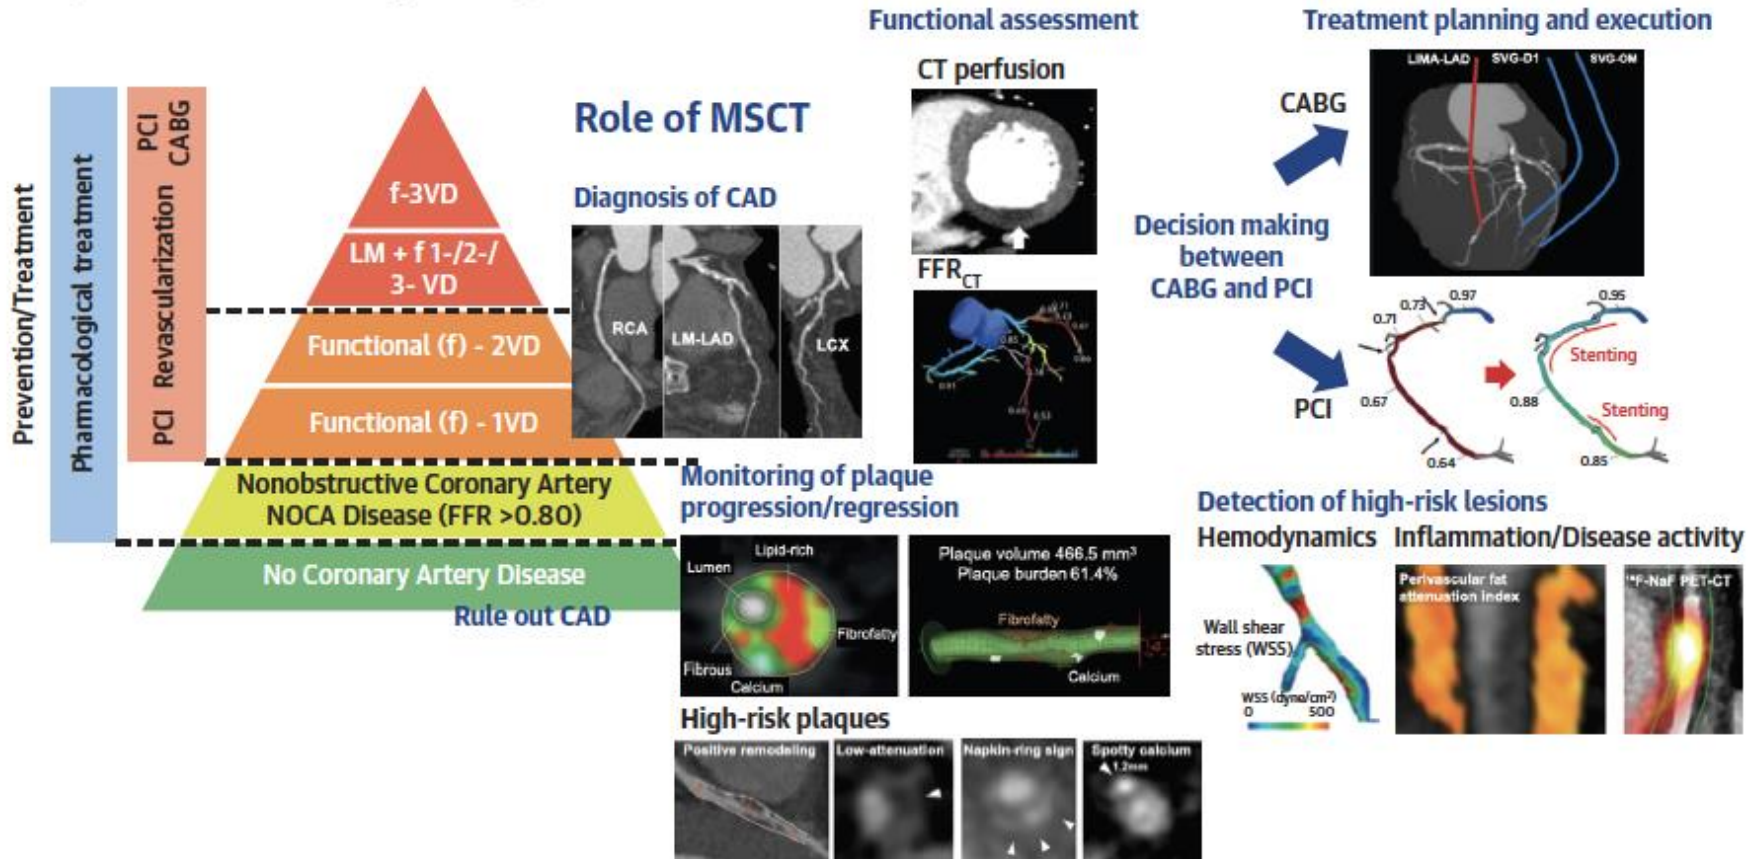 Prevention/Treatment
Pharmacological treatment
PCI Revascularization PCI
CABG
f-3VD
LM + f 1-/2-/
3- VD
Functional (f) - 2VD
Functional (f) - 1VD
Nonobstructive Coronary Artery
NOCA Disease (FFR >0.80)
No Coronary Artery Disease
Rule out CAD
Role of MSCT
Diagnosis of CAD
RCA
LM-LAD
LCX
Functional assessment
CT perfusion
FFRCT
Decision making
between
CABG and PCI
Treatment planning and execution
CABG
LIMA-LAD SVG-D1 SVG-OM
PCI
0.97
0.73
0.71
0.67
0.64
0.95
Stenting
0.88
Stenting
0.85
Monitoring of plaque
progression/regression
Lipid-rich
Lumen
Fibrofatty
Fibrous
Calcium
Plaque volume 466.5 mm³
Plaque burden 61.4%
Fibrofatty
Calcium
High-risk plaques
Positive remodeling
Low-attenuation
Napkin-ring sign
Spotty calcium
1.2mm
Detection of high-risk lesions
Hemodynamics
Inflammation/Disease activity
Wall shear
stress (WSS)
WSS (dyne/cm²)
0 500
Perivascular fat
attenuation index
¹⁸F-NaF PET-CT